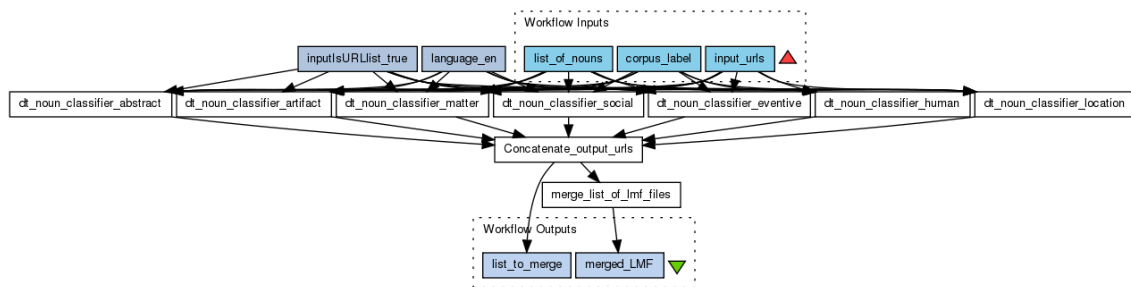 Workflow Inputs
inputIsURLlist_true
language_en
list_of_nouns
corpus_label
input_urls
dt_noun_classifier_abstract
dt_noun_classifier_artifact
dt_noun_classifier_matter
dt_noun_classifier_social
dt_noun_classifier_eventive
dt_noun_classifier_human
dt_noun_classifier_location
Concatenate_output_urls
merge_list_of_lmf_files
Workflow Outputs
list_to_merge
merged_LMF